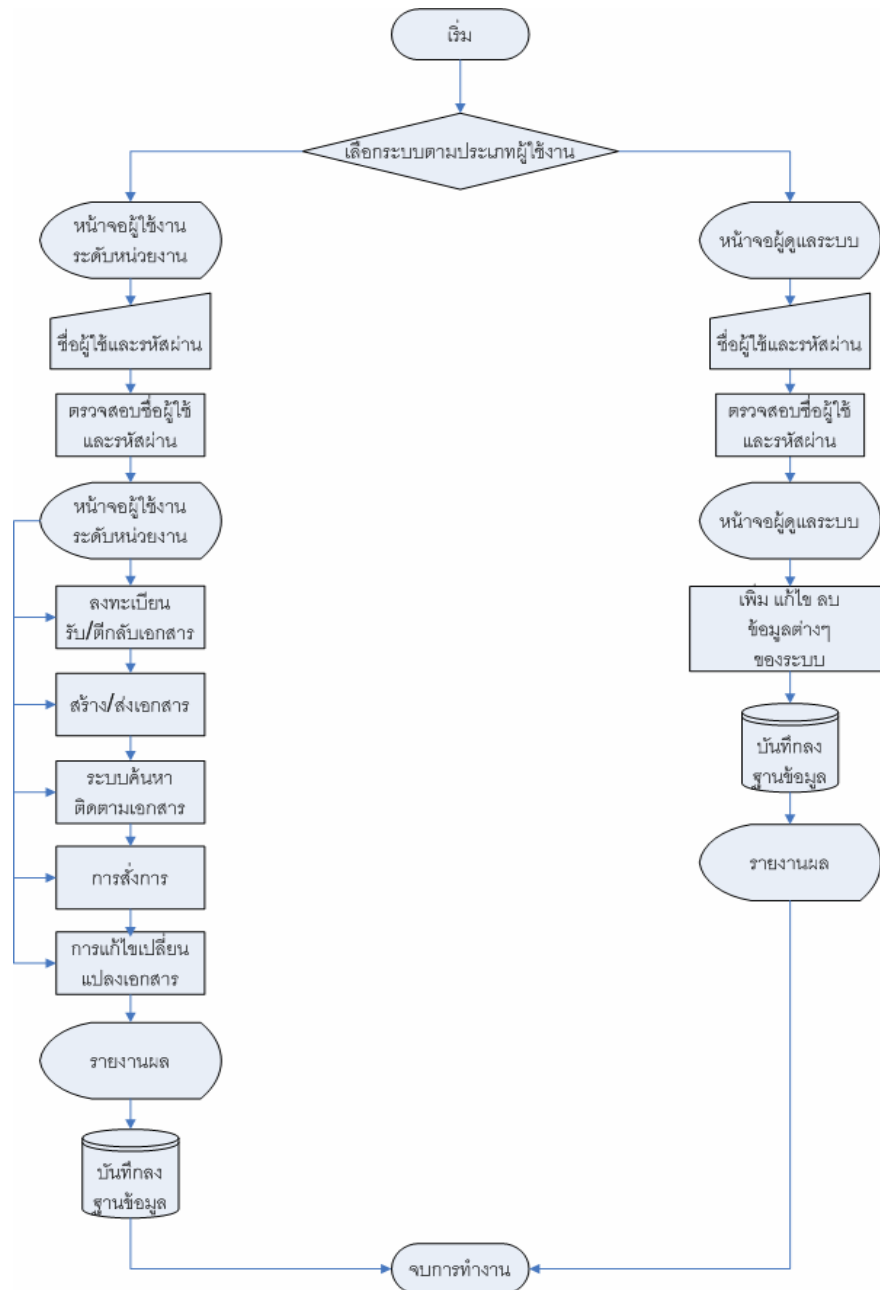 เริ่ม
เลือกระบบตามประเภทผู้ใช้งาน
หน้าจอผู้ใช้งาน
ระดับหน่วยงาน
ชื่อผู้ใช้และรหัสผ่าน
ตรวจสอบชื่อผู้ใช้
และรหัสผ่าน
หน้าจอผู้ใช้งาน
ระดับหน่วยงาน
ลงทะเบียน
รับ/ตีกลับเอกสาร
สร้าง/ส่งเอกสาร
ระบบค้นหา
ติดตามเอกสาร
การสั่งการ
การแก้ไขเปลี่ยน
แปลงเอกสาร
รายงานผล
บันทึกลง
ฐานข้อมูล
หน้าจอผู้ดูแลระบบ
ชื่อผู้ใช้และรหัสผ่าน
ตรวจสอบชื่อผู้ใช้
และรหัสผ่าน
หน้าจอผู้ดูแลระบบ
เพิ่ม แก้ไข ลบ
ข้อมูลต่างๆ
ของระบบ
บันทึกลง
ฐานข้อมูล
รายงานผล
จบการทำงาน